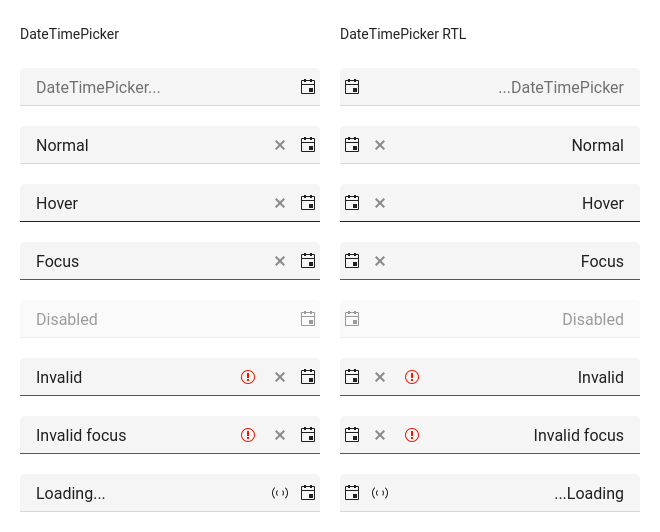 DateTimePicker
DateTimePicker...
Normal
Hover
Focus
Disabled
Invalid
Invalid focus
Loading...
DateTimePicker RTL
...DateTimePicker
Normal
Hover
Focus
Disabled
Invalid
Invalid focus
...Loading